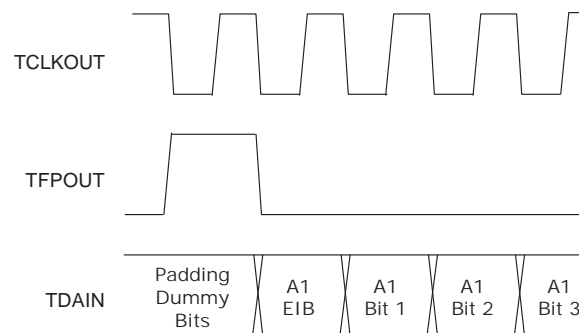 TCLKOUT
TFPOUT
TDAIN
Padding
Dummy
Bits
A1
EIB
A1
Bit 1
A1
Bit 2
A1
Bit 3